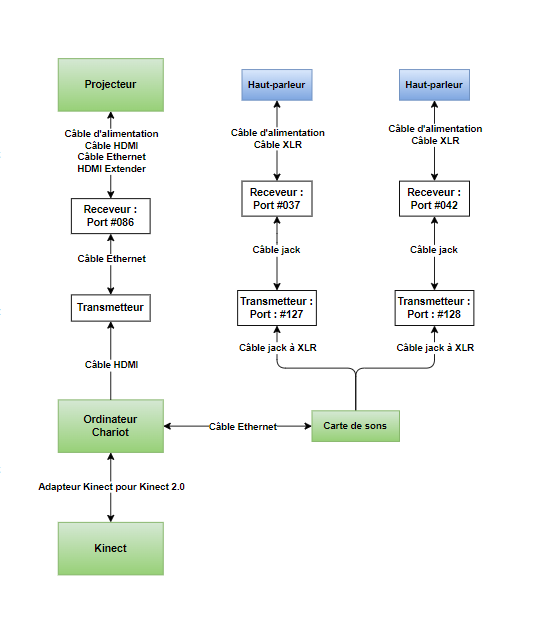 Projecteur
Câble d'alimentation
Câble HDMI
Câble Ethernet
HDMI Extender
Receveur :
Port #086
Câble Ethernet
Transmetteur
Câble HDMI
Ordinateur
Chariot
Adapteur Kinect pour Kinect 2.0
Kinect
Câble Ethernet
Carte de sons
Haut-parleur
Câble d'alimentation
Câble XLR
Receveur :
Port #037
Câble jack
Transmetteur :
Port : #127
Câble jack à XLR
Haut-parleur
Câble d'alimentation
Câble XLR
Receveur :
Port #042
Câble jack
Transmetteur :
Port : #128
Câble jack à XLR